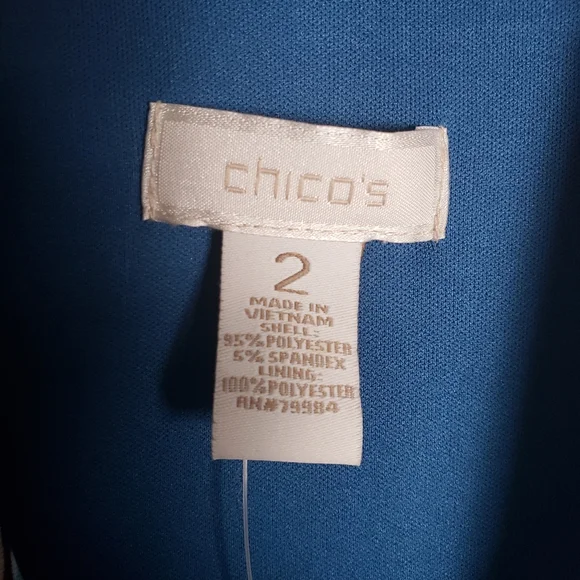 chico's
2
MADE IN
VIETNAM
SHELL:
95% POLYESTER
5% SPANDEX
LINING:
100% POLYESTER
RN#79984